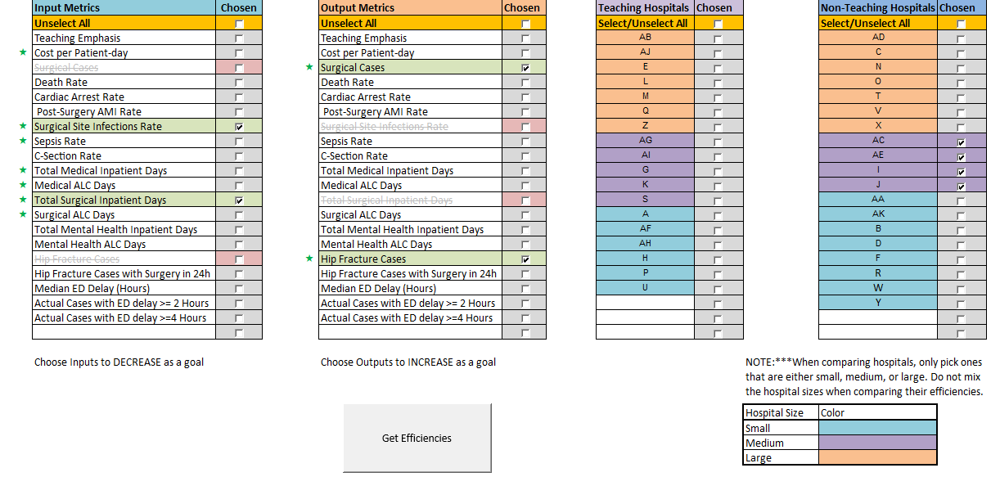 Input Metrics Chosen
Unselect All
Teaching Emphasis
Cost per Patient-day
Surgical Cases
Death Rate
Cardiac Arrest Rate
Post-Surgery AMI Rate
Surgical Site Infections Rate
Sepsis Rate
C-Section Rate
Total Medical Inpatient Days
Medical ALC Days
Total Surgical Inpatient Days
Surgical ALC Days
Total Mental Health Inpatient Days
Mental Health ALC Days
Hip Fracture Cases
Hip Fracture Cases with Surgery in 24h
Median ED Delay (Hours)
Actual Cases with ED delay >= 2 Hours
Actual Cases with ED delay >=4 Hours
Choose Inputs to DECREASE as a goal
Output Metrics Chosen
Unselect All
Teaching Emphasis
Cost per Patient-day
Surgical Cases
Death Rate
Cardiac Arrest Rate
Post-Surgery AMI Rate
Surgical Site Infections Rate
Sepsis Rate
C-Section Rate
Total Medical Inpatient Days
Medical ALC Days
Total Surgical Inpatient Days
Surgical ALC Days
Total Mental Health Inpatient Days
Mental Health ALC Days
Hip Fracture Cases
Hip Fracture Cases with Surgery in 24h
Median ED Delay (Hours)
Actual Cases with ED delay >= 2 Hours
Actual Cases with ED delay >=4 Hours
Choose Outputs to INCREASE as a goal
Get Efficiencies
Teaching Hospitals Chosen
Select/Unselect All
AB
AJ
E
L
M
Q
Z
AG
AI
G
K
S
A
AF
AH
H
P
U
Non-Teaching Hospitals Chosen
Select/Unselect All
AD
C
N
O
T
V
X
AC
AE
I
J
AA
AK
B
D
F
R
W
Y
NOTE:***When comparing hospitals, only pick ones
that are either small, medium, or large. Do not mix
the hospital sizes when comparing their efficiencies.
Hospital Size Color
Small
Medium
Large